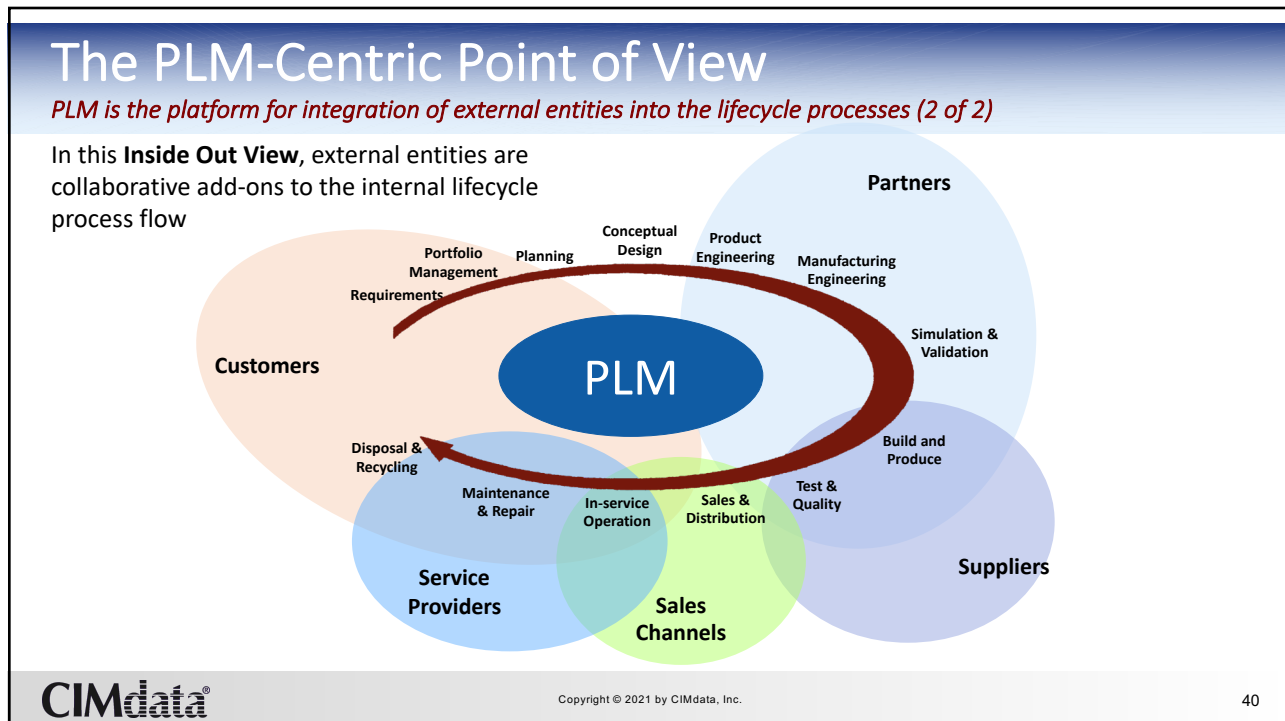 The PLM-Centric Point of View
PLM is the platform for integration of external entities into the lifecycle processes (2 of 2)
In this Inside Out View, external entities are
collaborative add-ons to the internal lifecycle
process flow
Partners
Conceptual
Design
Product
Engineering
Portfolio
Management
Planning
Manufacturing
Engineering
Requirements
Simulation &
Validation
Customers
PLM
Build and
Produce
Disposal &
Recycling
Test &
Quality
Maintenance
& Repair
In-service
Operation
Sales &
Distribution
Suppliers
Service
Providers
Sales
Channels
CIMdata®
Copyright © 2021 by CIMdata, Inc.
40